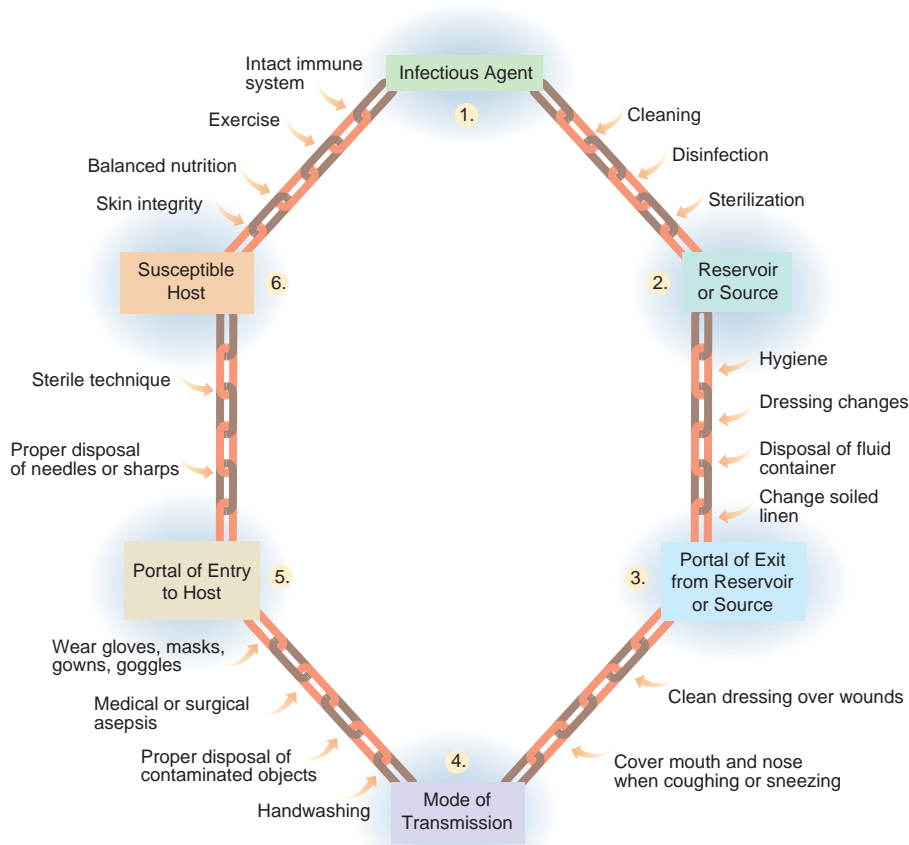 Infectious Agent
1.
Cleaning
Disinfection
Sterilization
Reservoir
or Source
2.
Hygiene
Dressing changes
Disposal of fluid
container
Change soiled
linen
Portal of Exit
from Reservoir
or Source
3.
Clean dressing over wounds
Cover mouth and nose
when coughing or sneezing
4.
Mode of
Transmission
Handwashing
Proper disposal of
contaminated objects
Medical or surgical
asepsis
Wear gloves, masks,
gowns, goggles
Portal of Entry
to Host
5.
Proper disposal
of needles or sharps
Sterile technique
Susceptible
Host
6.
Skin integrity
Balanced nutrition
Exercise
Intact immune
system